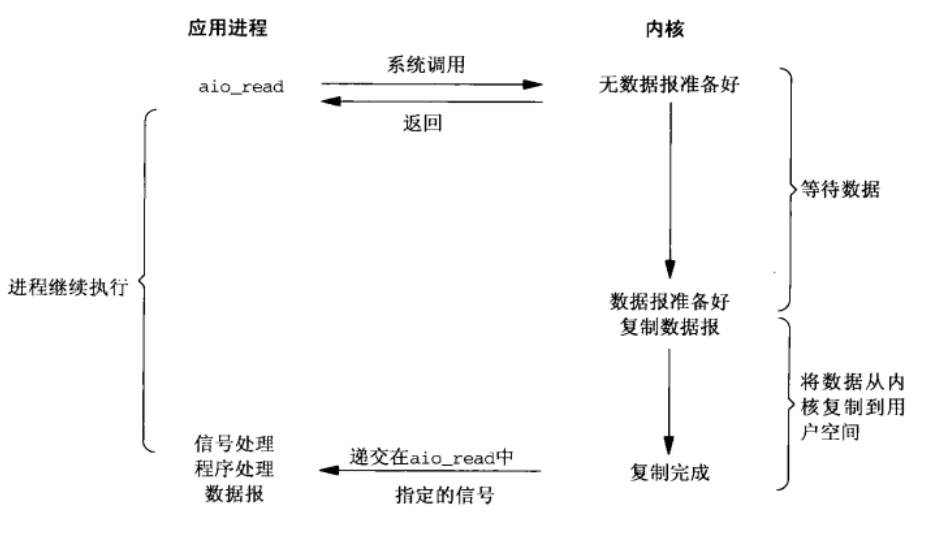 应用进程
内核
系统调用
aio_read
无数据报准备好
返回
等待数据
进程继续执行
数据报准备好
复制数据报
将数据从内
核复制到用
户空间
信号处理
程序处理
数据报
递交在aio_read中
指定的信号
复制完成